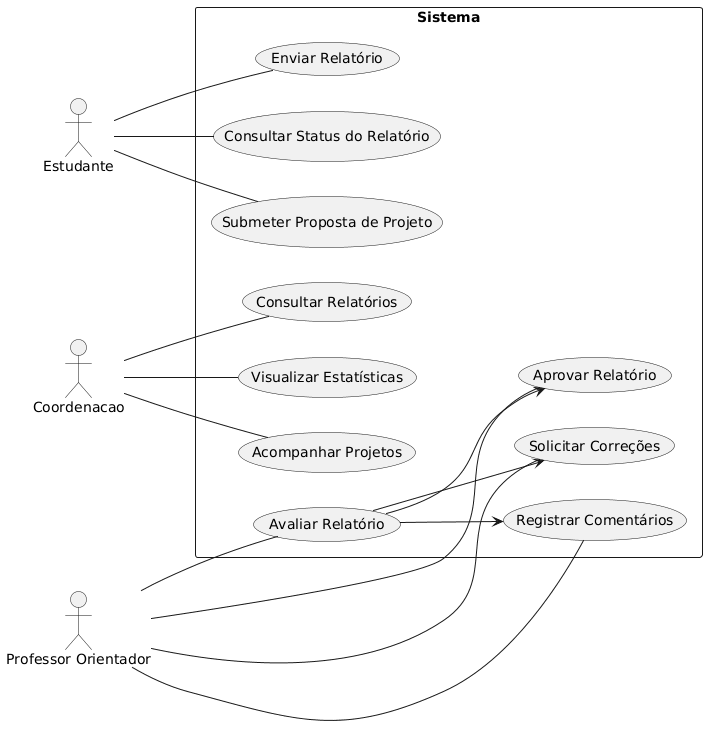 Sistema
Enviar Relatório
Consultar Status do Relatório
Estudante
Submeter Proposta de Projeto
Consultar Relatórios
Visualizar Estatísticas
Aprovar Relatório
Coordenacao
Solicitar Correções
Acompanhar Projetos
Avaliar Relatório
Registrar Comentários
Professor Orientador